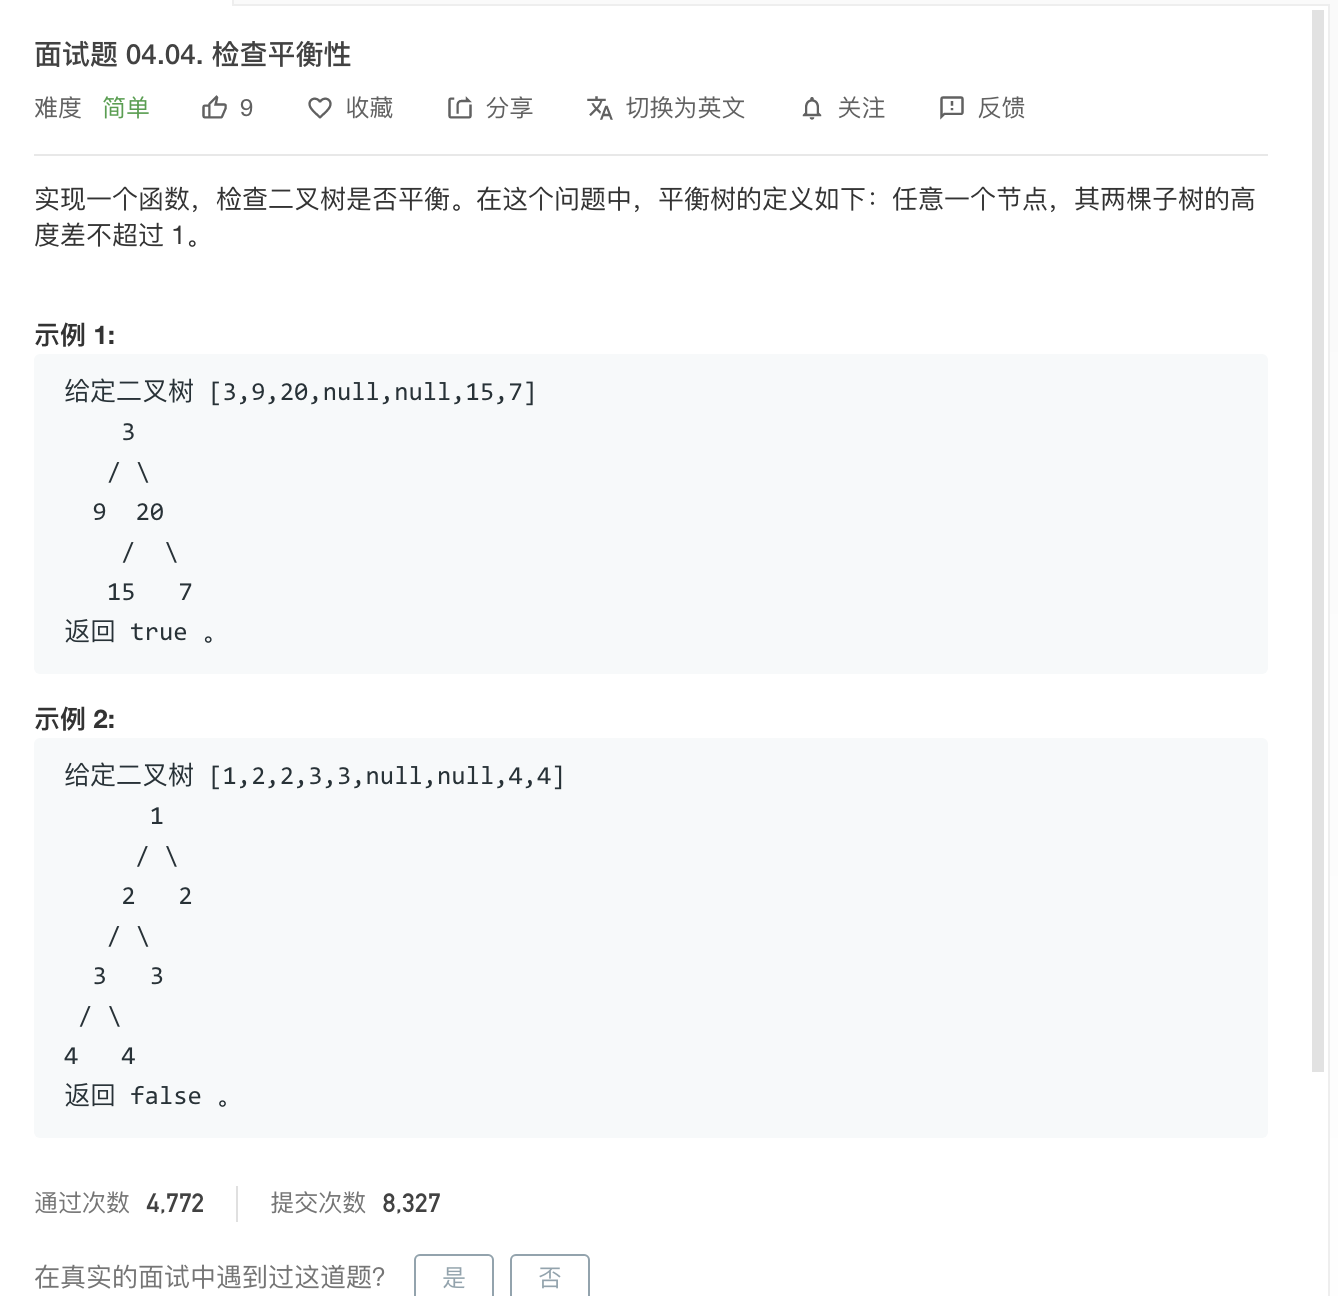 面试题 04.04. 检查平衡性
难度 简单 9 收藏 分享 切换为英文 关注 反馈
实现一个函数，检查二叉树是否平衡。在这个问题中，平衡树的定义如下：任意一个节点，其两棵子树的高
度差不超过 1。
示例 1:
给定二叉树 [3,9,20,null,null,15,7]
    3
   / \
  9  20
    /  \
   15   7
返回 true 。
示例 2:
给定二叉树 [1,2,2,3,3,null,null,4,4]
      1
     / \
    2   2
   / \
  3   3
 / \
4   4
返回 false 。
通过次数 4,772 提交次数 8,327
在真实的面试中遇到过这道题? 是 否